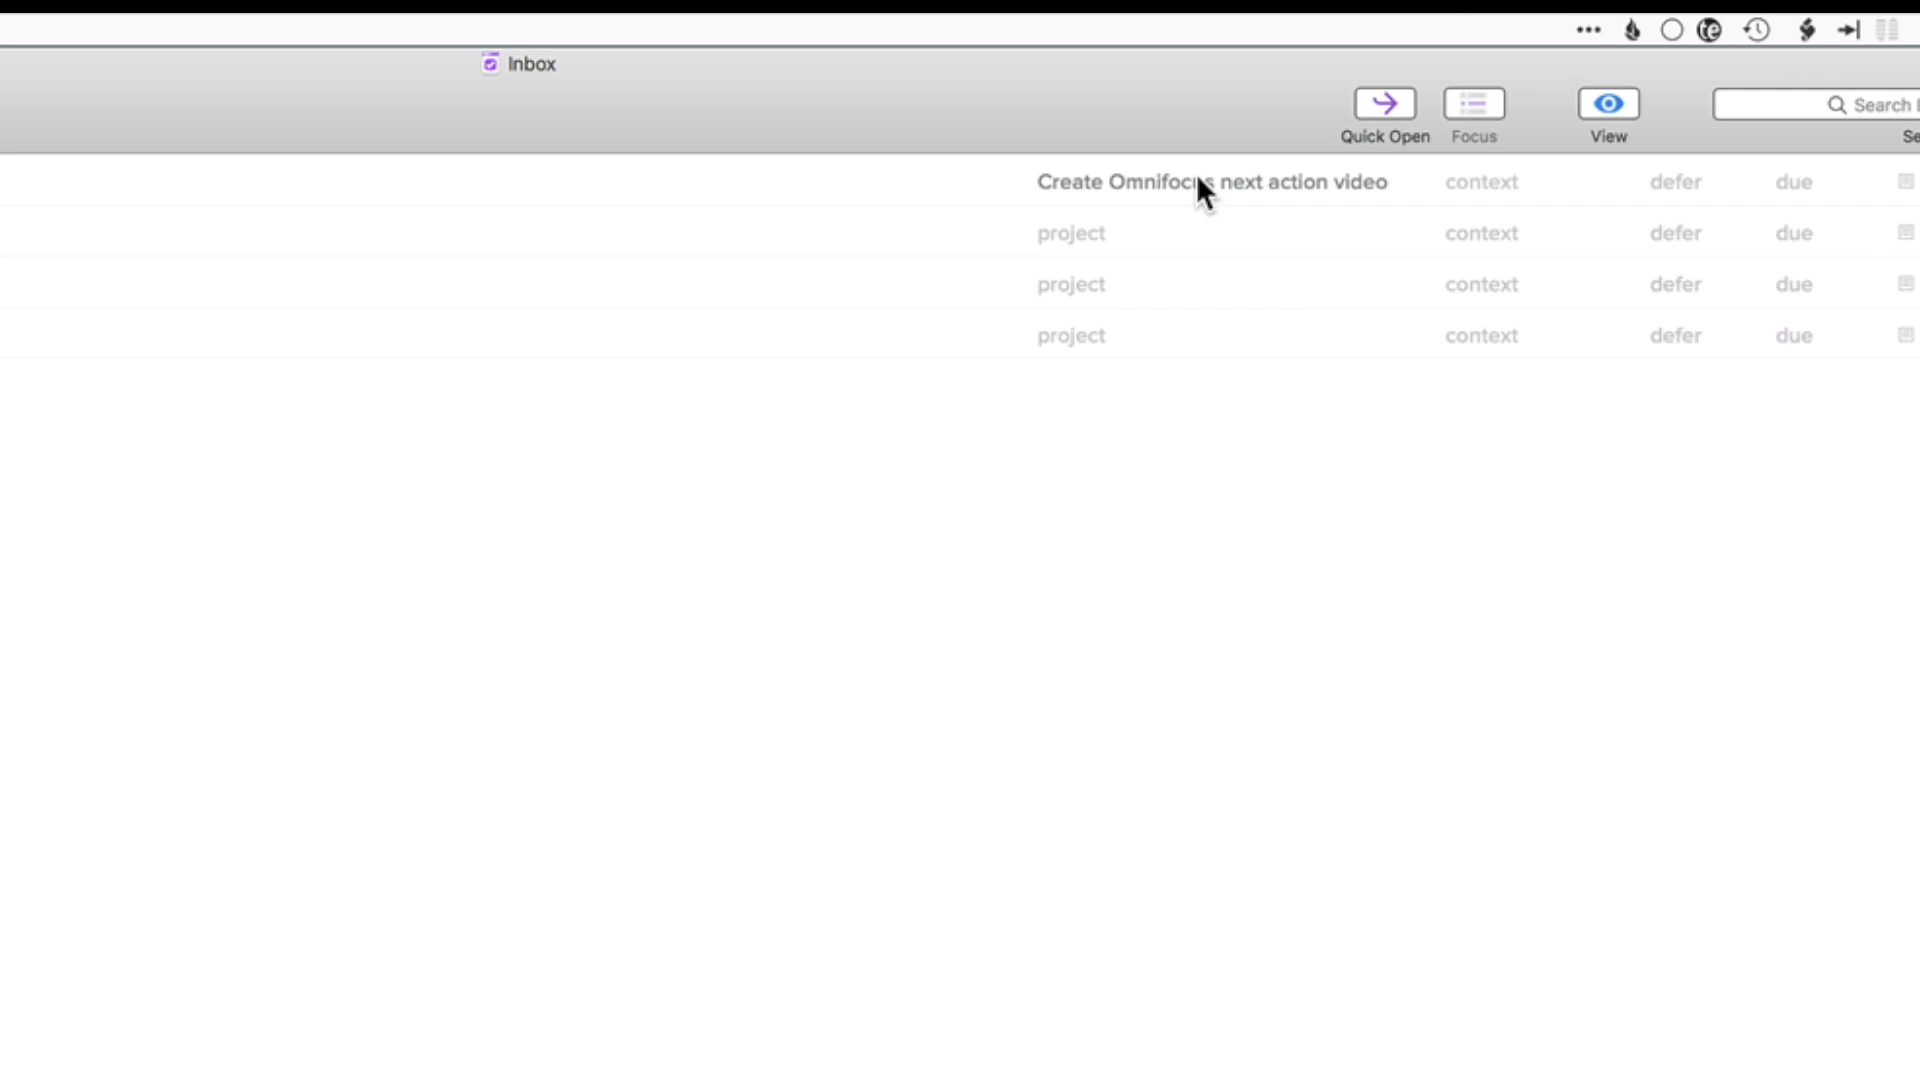 Inbox
Quick Open Focus View
Search
Create Omnifocus next action video context defer due
project context defer due
project context defer due
project context defer due